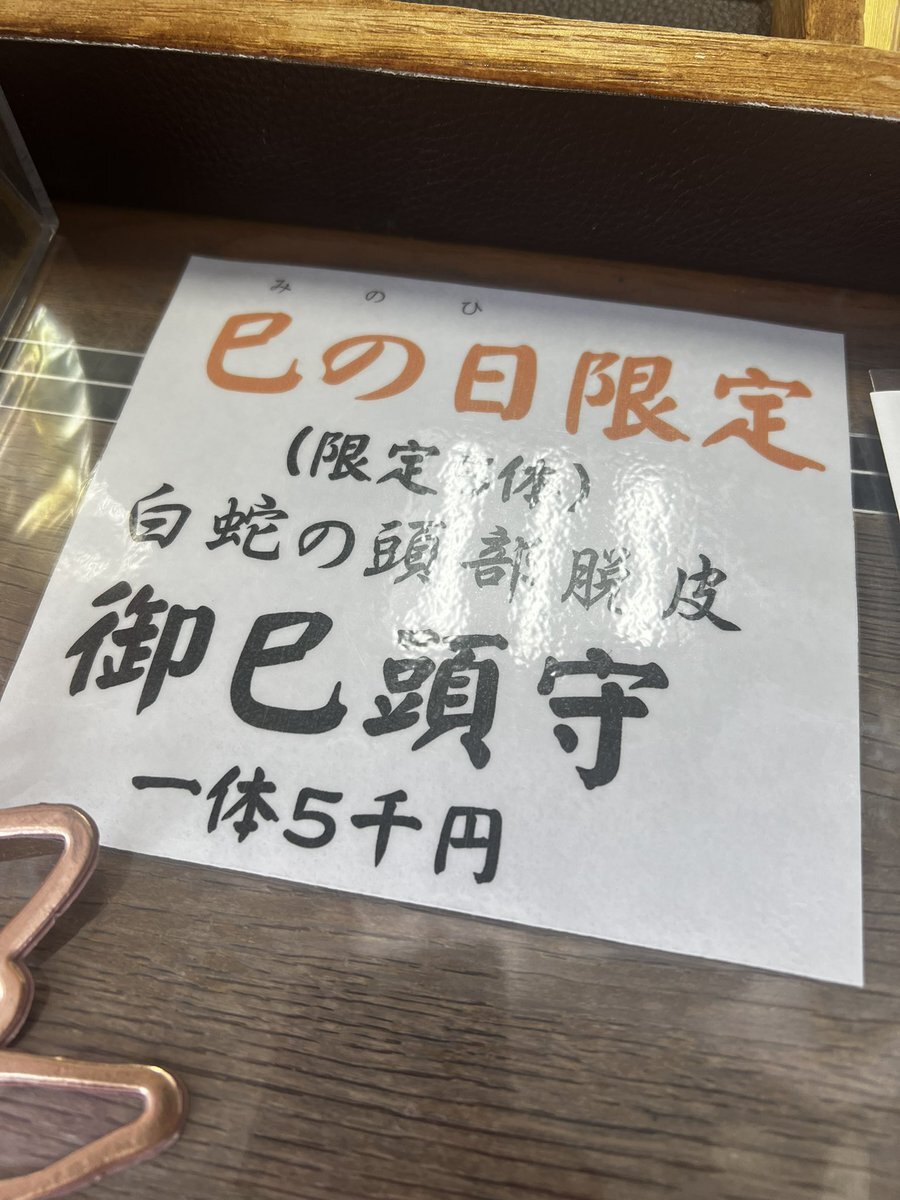 みのひ
巳の日限定
(限定 体)
白蛇の頭部脱皮
御巳頭守
一体5千円